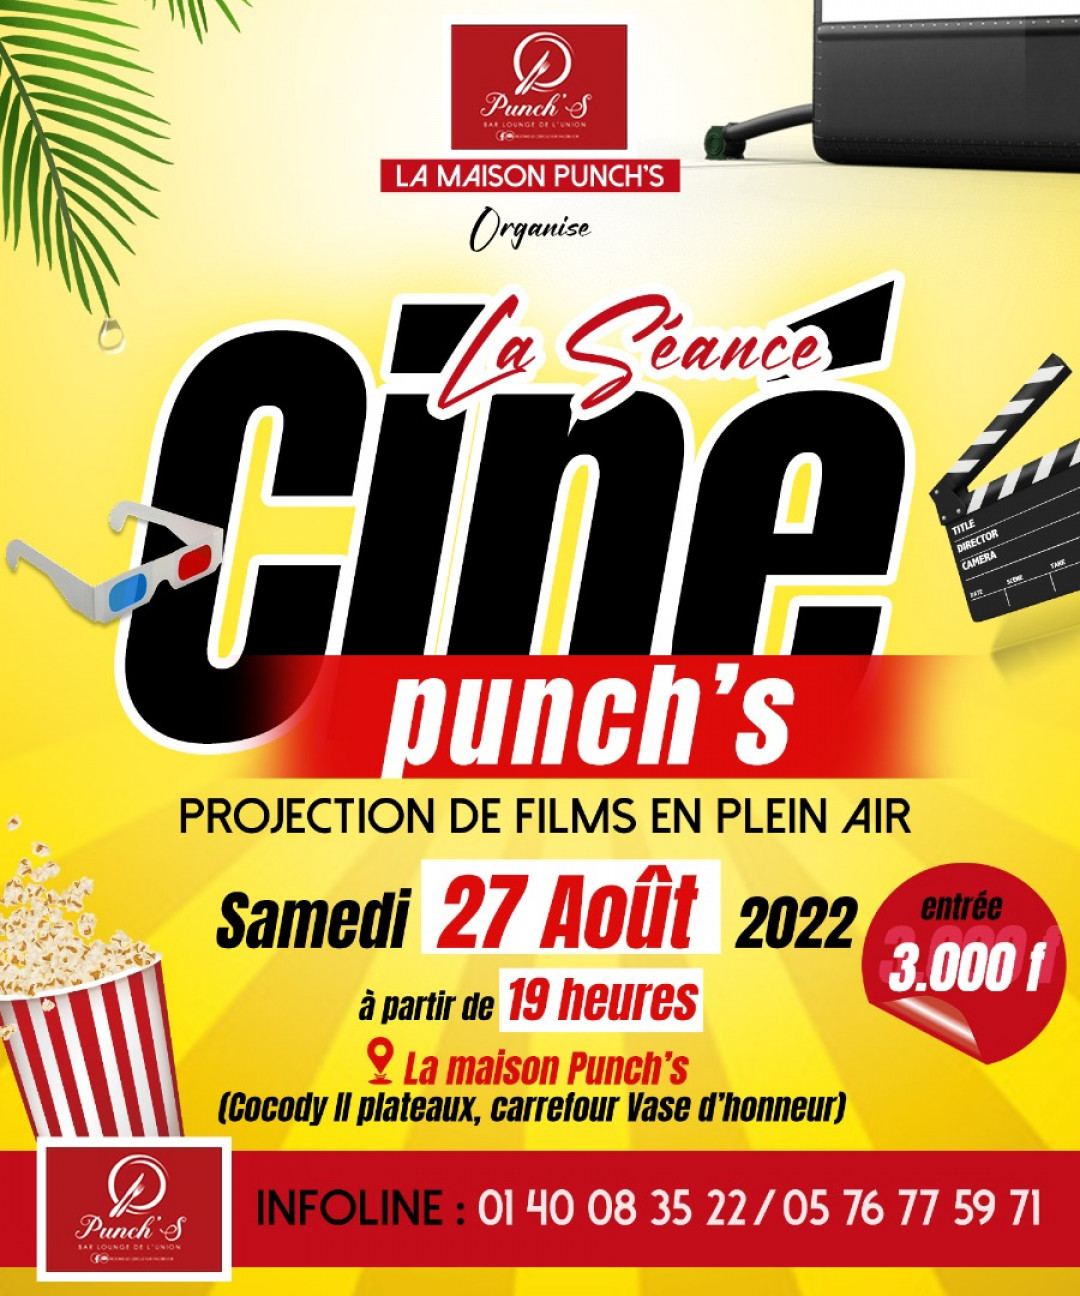 Punch'S
BAR LOUNGE DE L'UNION
LA MAISON PUNCH'S
Organise
La Séance
Ciné
punch's
PROJECTION DE FILMS EN PLEIN AIR
Samedi 27 Août 2022
à partir de 19 heures
entrée
3.000 f
La maison Punch's
(Cocody II plateaux, carrefour Vase d'honneur)
TITLE
DIRECTOR
CAMERA
DATE SCENE TAKE
Punch'S
BAR LOUNGE DE L'UNION
INFOLINE : 01 40 08 35 22 / 05 76 77 59 71